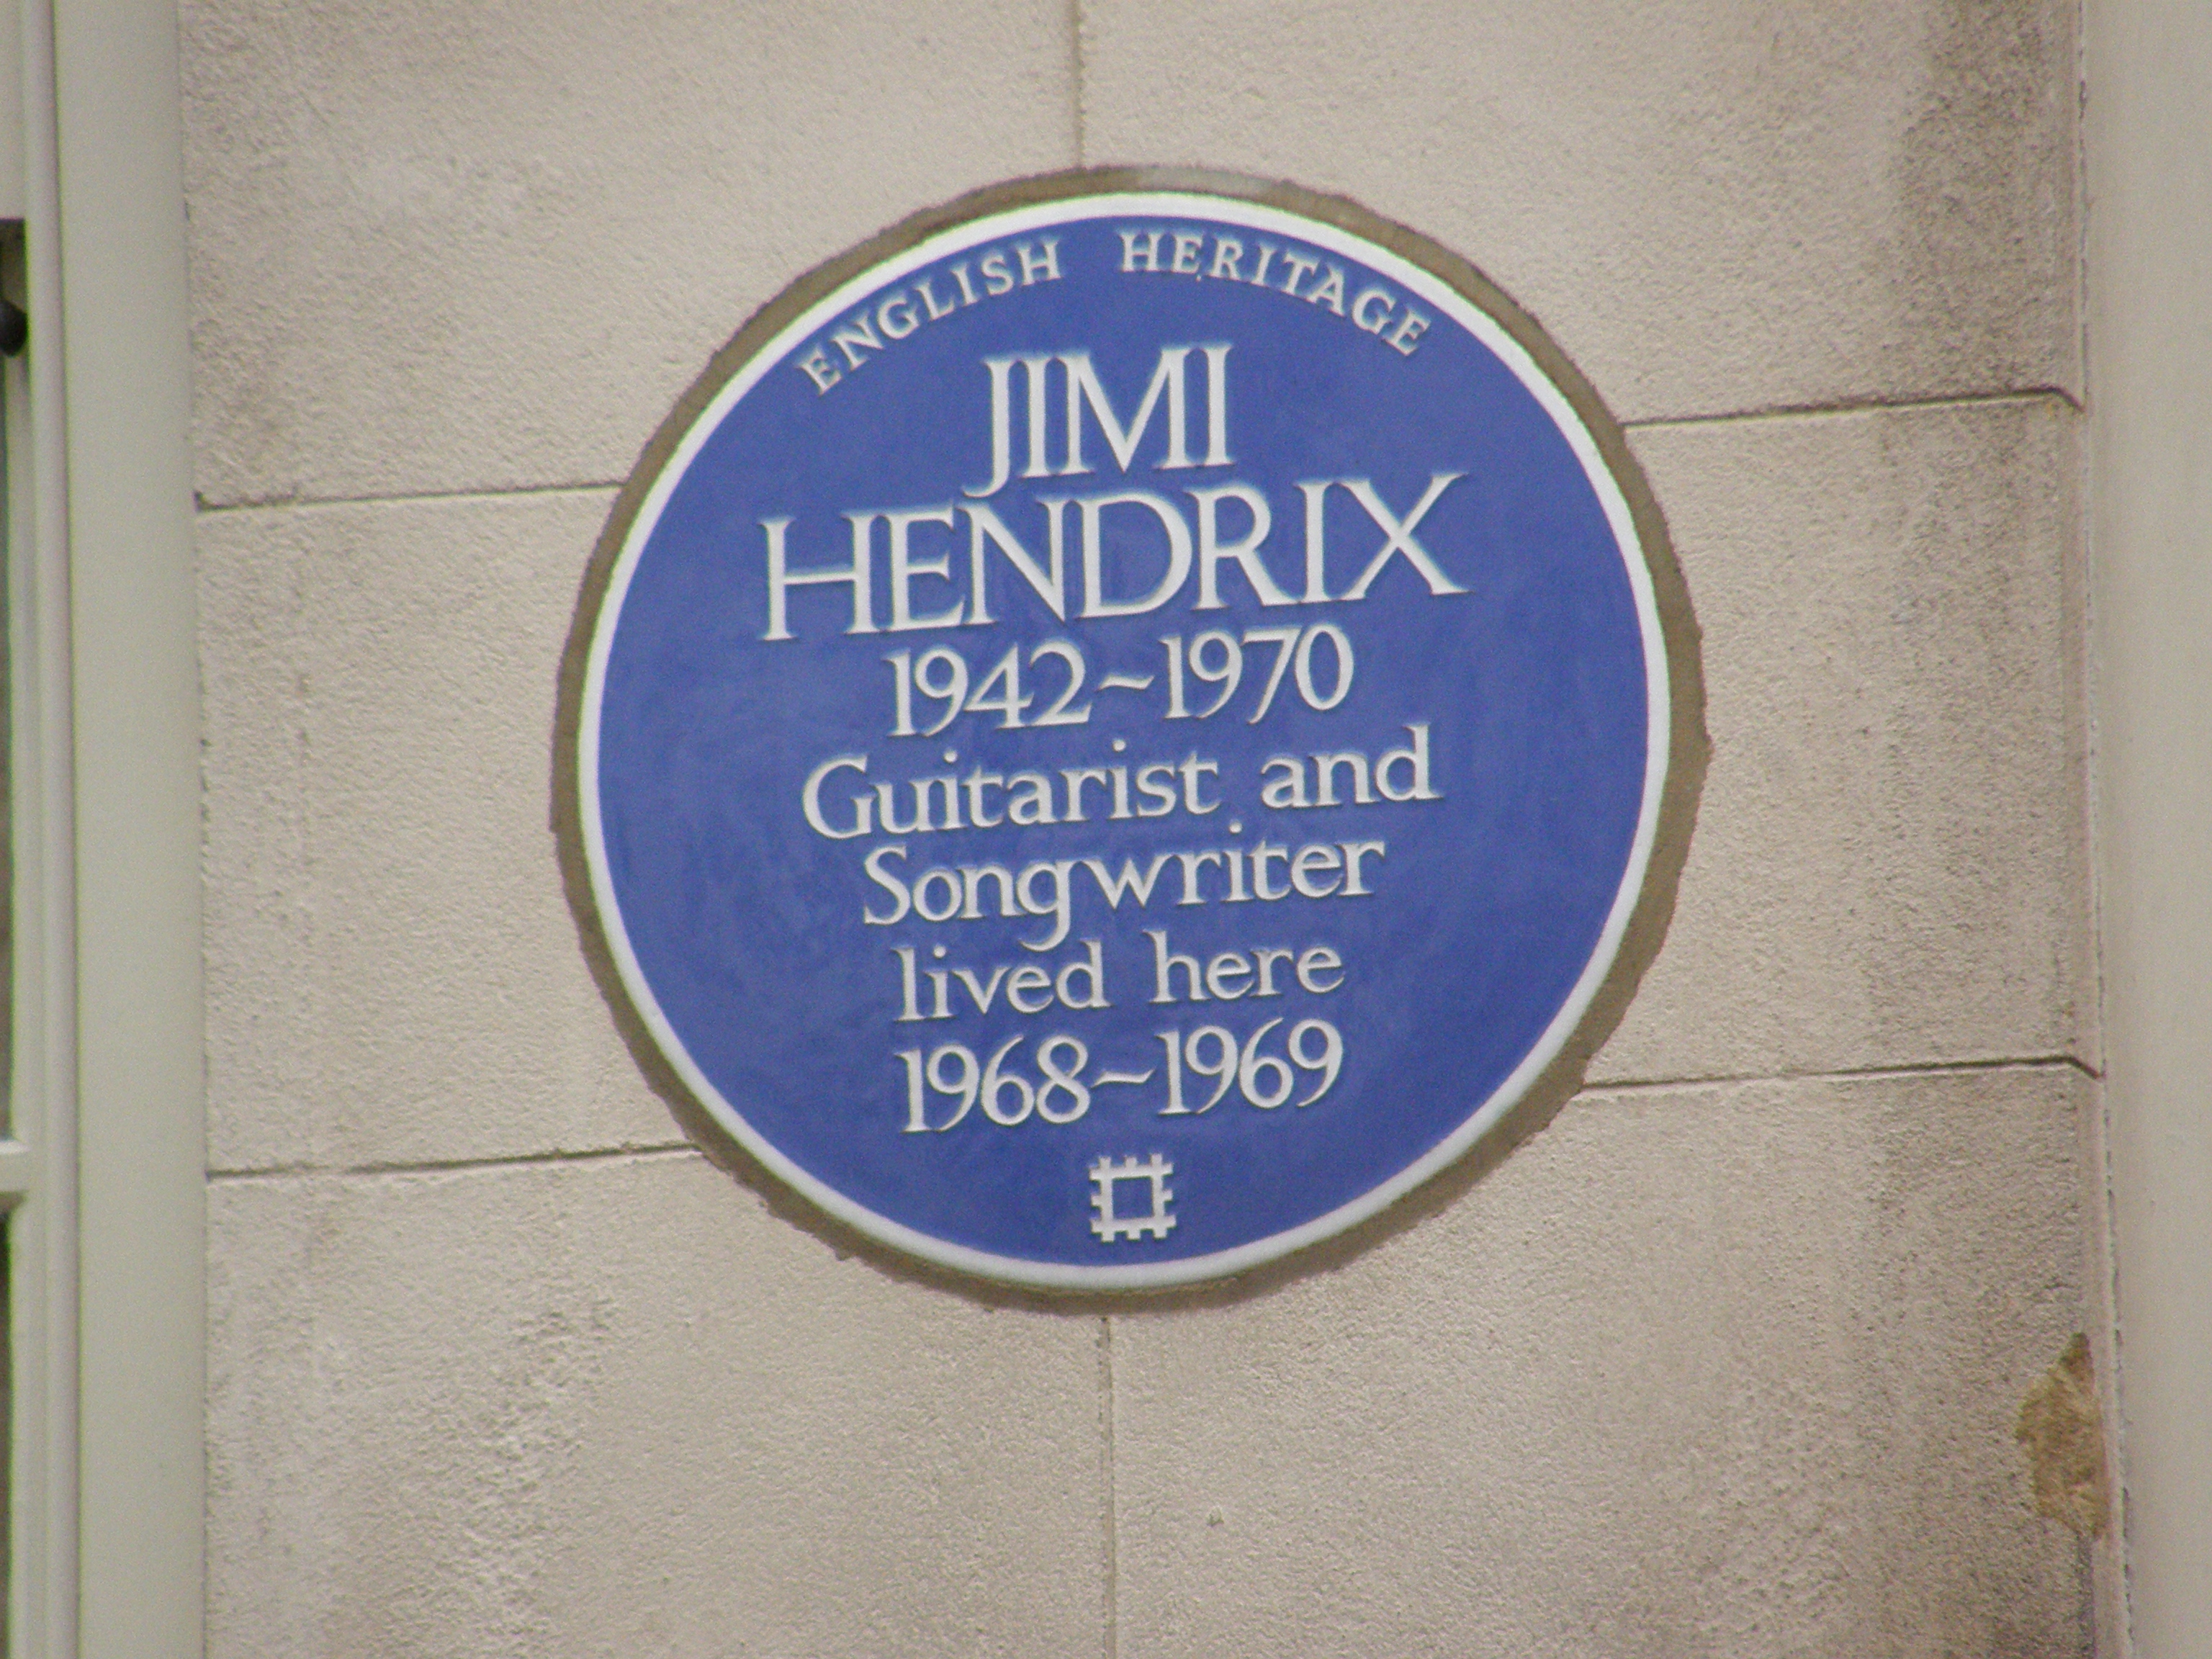 ENGLISH HERITAGE
JIMI
HENDRIX
1942~1970
Guitarist and
Songwriter
lived here
1968~1969